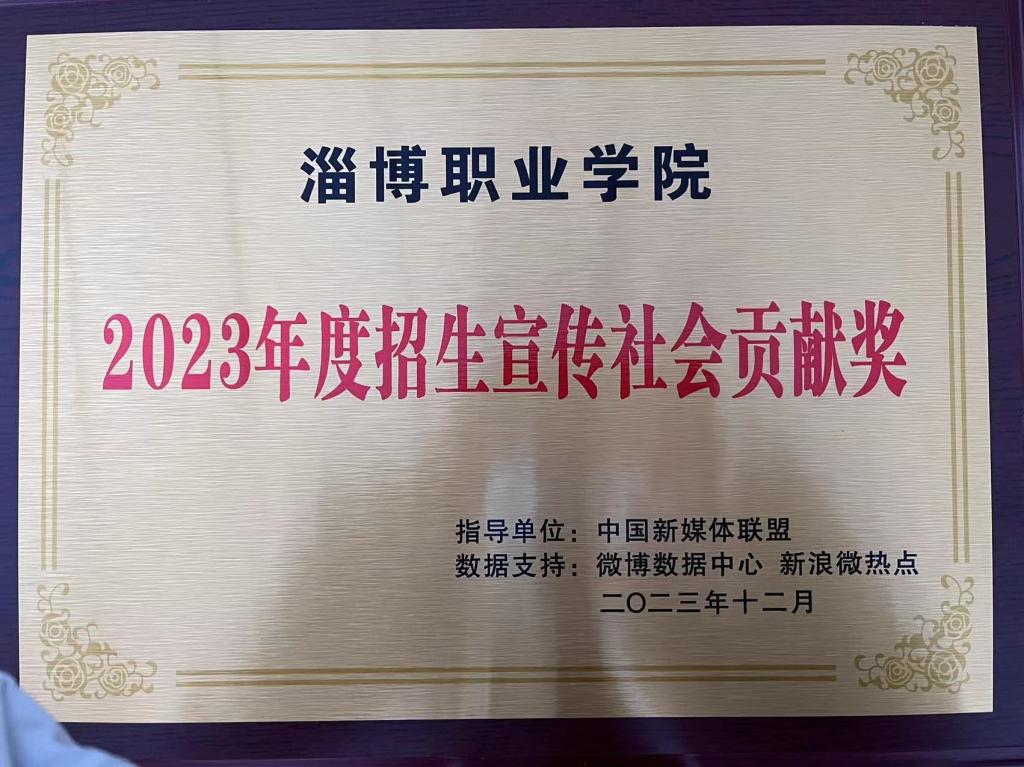 淄博职业学院
2023年度招生宣传社会贡献奖
指导单位：中国新媒体联盟
数据支持：微博数据中心 新浪微热点
二〇二三年十二月